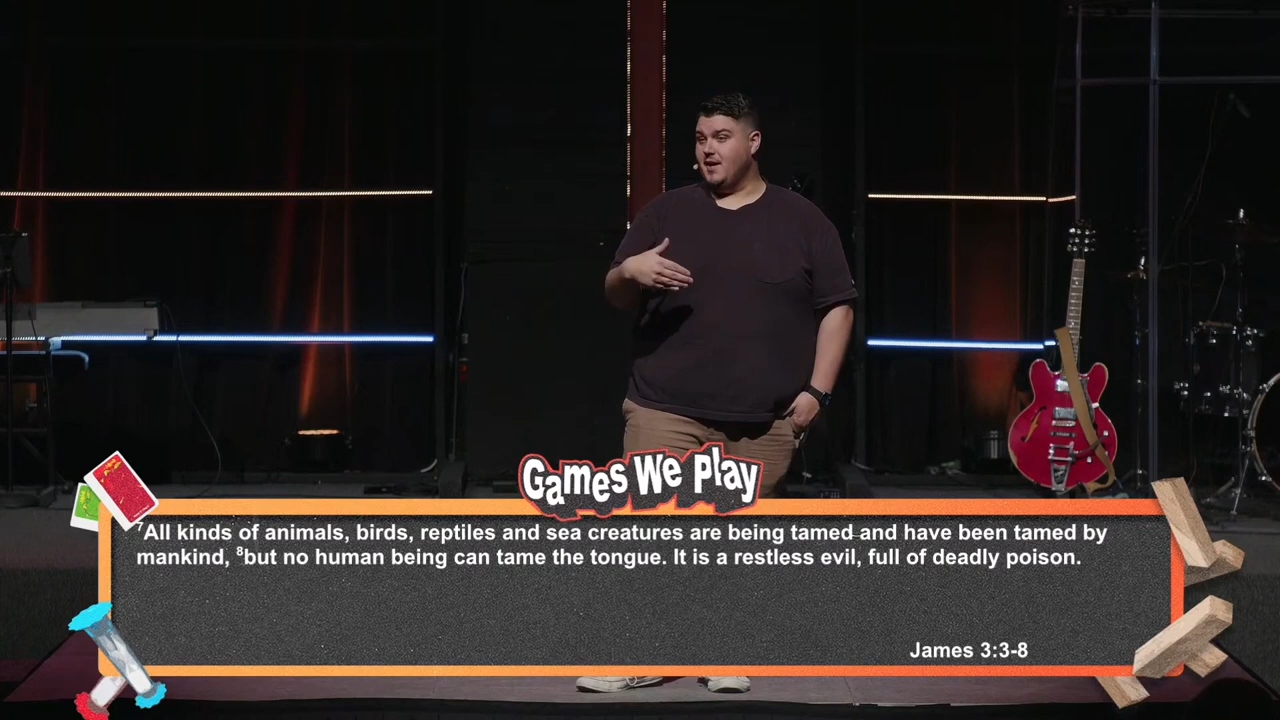 Games We Play
⁷All kinds of animals, birds, reptiles and sea creatures are being tamed and have been tamed by
mankind, ⁸but no human being can tame the tongue. It is a restless evil, full of deadly poison.
James 3:3-8